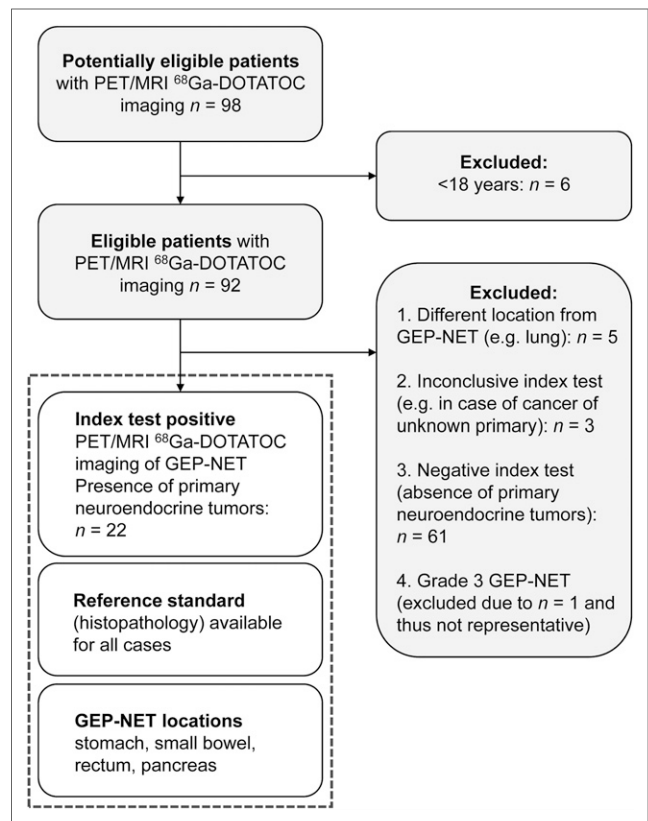 Potentially eligible patients
with PET/MRI ⁶⁸Ga-DOTATOC
imaging n = 98
Excluded:
<18 years: n = 6
Eligible patients with
PET/MRI ⁶⁸Ga-DOTATOC
imaging n = 92
Excluded:
1. Different location from
GEP-NET (e.g. lung): n = 5
2. Inconclusive index test
(e.g. in case of cancer of
unknown primary): n = 3
3. Negative index test
(absence of primary
neuroendocrine tumors):
n = 61
4. Grade 3 GEP-NET
(excluded due to n = 1 and
thus not representative)
Index test positive
PET/MRI ⁶⁸Ga-DOTATOC
imaging of GEP-NET
Presence of primary
neuroendocrine tumors:
n = 22
Reference standard
(histopathology) available
for all cases
GEP-NET locations
stomach, small bowel,
rectum, pancreas